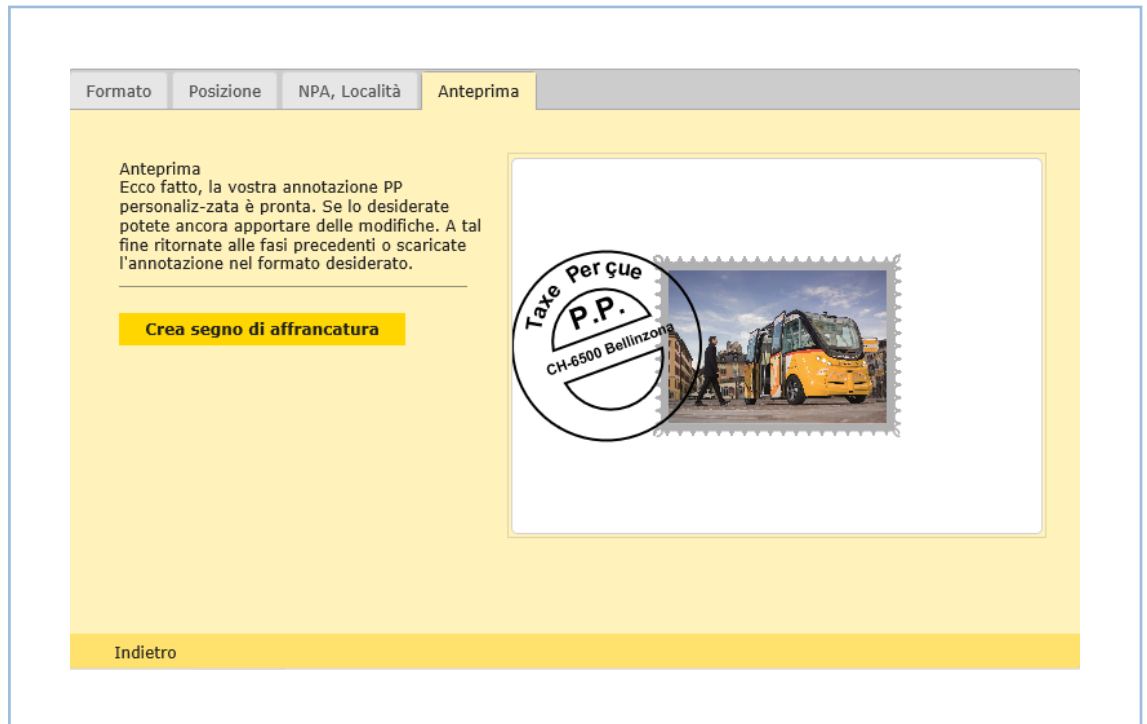 Formato Posizione NPA, Località Anteprima
Anteprima
Ecco fatto, la vostra annotazione PP
personaliz-zata è pronta. Se lo desiderate
potete ancora apportare delle modifiche. A tal
fine ritornate alle fasi precedenti o scaricate
l'annotazione nel formato desiderato.
Crea segno di affrancatura
Taxe Perçue
P.P.
CH-6500 Bellinzona
Indietro